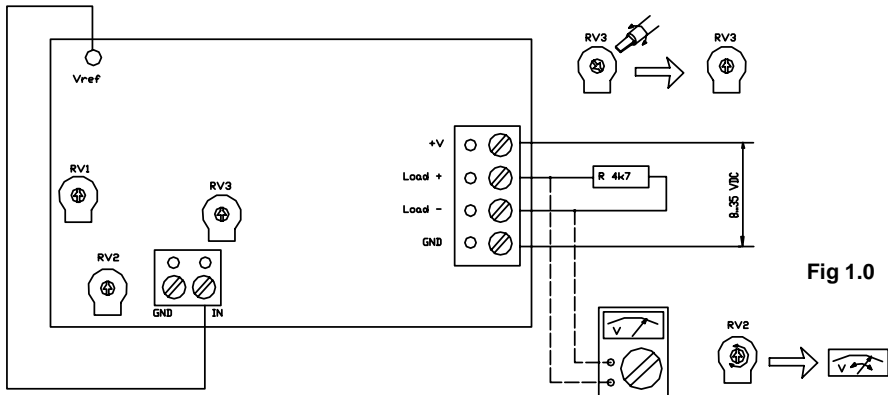 Vref
RV3
RV3
+V
Load +
Load -
GND
R 4k7
8...35 VDC
RV1
RV3
RV2
GND
IN
Fig 1.0
V
RV2
V